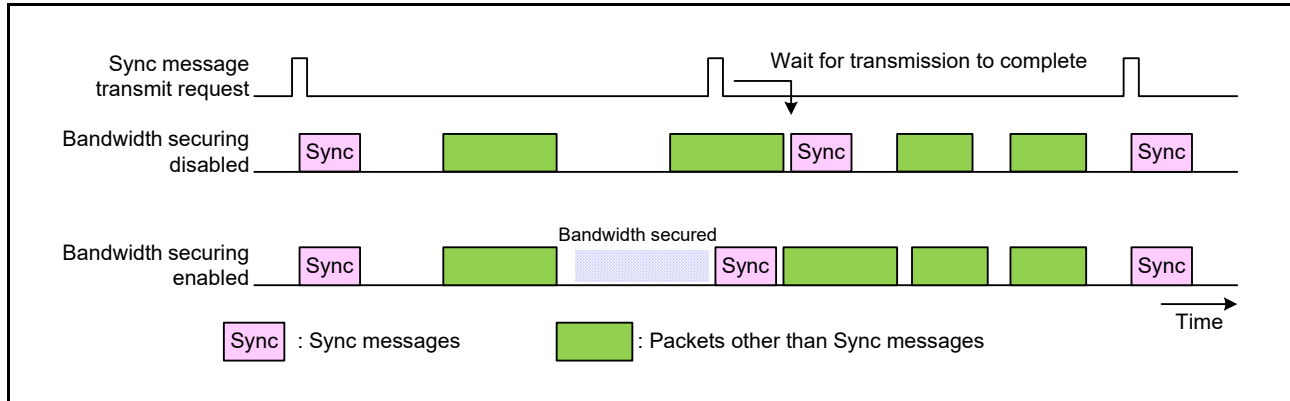 Sync message
transmit request
Wait for transmission to complete
Bandwidth securing
disabled
Sync
Sync
Sync
Bandwidth secured
Bandwidth securing
enabled
Sync
Sync
Sync
Time
Sync : Sync messages
: Packets other than Sync messages